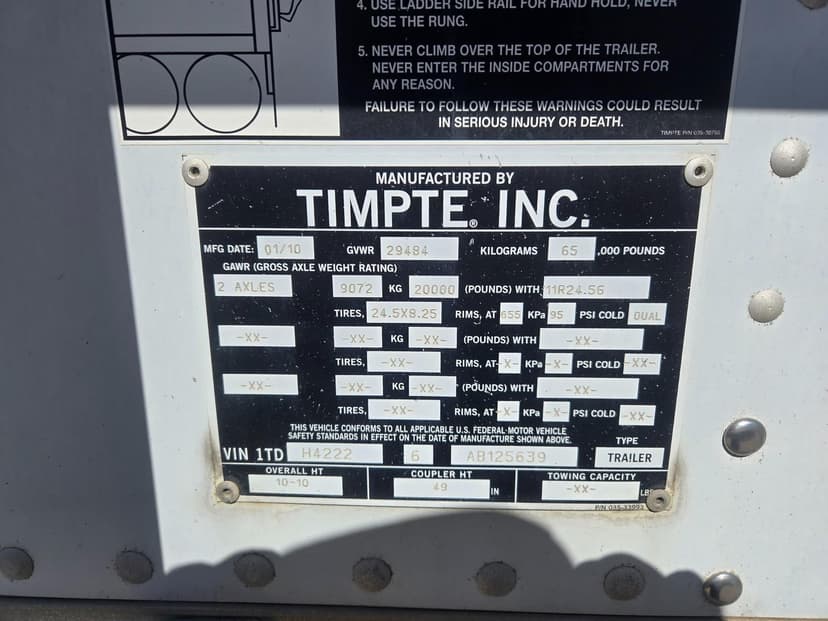 4. USE LADDER SIDE RAIL FOR HAND HOLD, NEVER
USE THE RUNG.
5. NEVER CLIMB OVER THE TOP OF THE TRAILER.
NEVER ENTER THE INSIDE COMPARTMENTS FOR
ANY REASON.
FAILURE TO FOLLOW THESE WARNINGS COULD RESULT
IN SERIOUS INJURY OR DEATH.
TIMPTE P/N
MANUFACTURED BY
TIMPTE® INC.
MFG DATE: 01/10 GVWR 29484 KILOGRAMS 65 ,000 POUNDS
GAWR (GROSS AXLE WEIGHT RATING)
2 AXLES 9072 KG 20000 (POUNDS) WITH 11R24.5G
TIRES, 24.5X8.25 RIMS, AT 655 KPa 95 PSI COLD DUAL
-XX- -XX- KG -XX- (POUNDS) WITH -XX-
TIRES, -XX- RIMS, AT -X- KPa -X- PSI COLD -XX-
-XX- -XX- KG -XX- (POUNDS) WITH -XX-
TIRES, -XX- RIMS, AT -X- KPa -X- PSI COLD -XX-
THIS VEHICLE CONFORMS TO ALL APPLICABLE U.S. FEDERAL MOTOR VEHICLE
SAFETY STANDARDS IN EFFECT ON THE DATE OF MANUFACTURE SHOWN ABOVE.
TYPE
VIN 1TD H4222 6 AB125639 TRAILER
OVERALL HT COUPLER HT TOWING CAPACITY
10-10 49 IN -XX- LB
P/N 035-33993